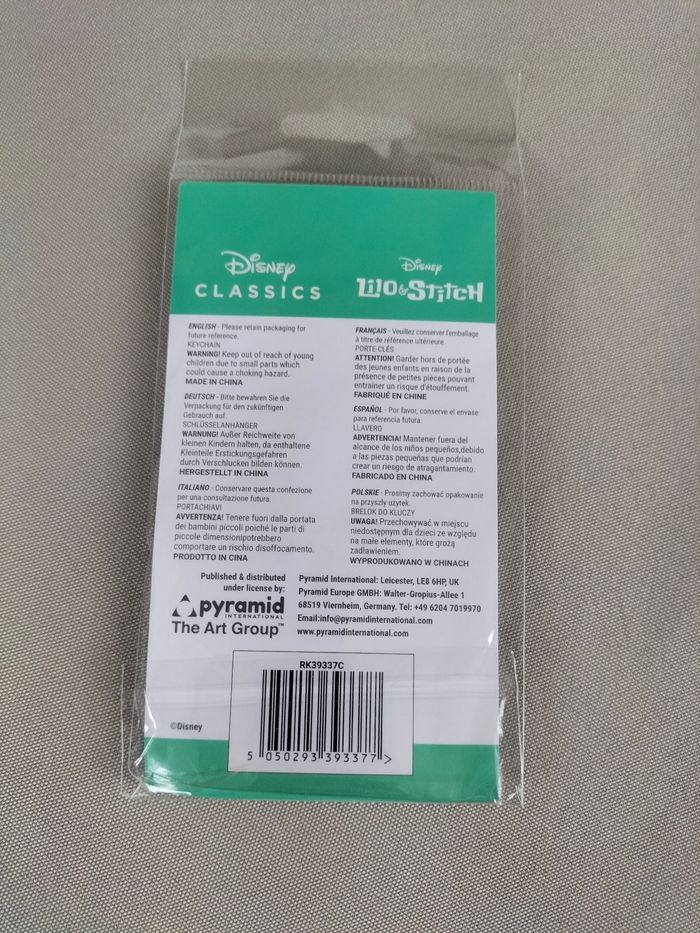 Disney
CLASSICS
Disney
Lilo & Stitch
ENGLISH - Please retain packaging for
future reference.
KEYCHAIN
WARNING! Keep out of reach of young
children due to small parts which
could cause a choking hazard.
MADE IN CHINA
DEUTSCH - Bitte bewahren Sie die
Verpackung für den zukünftigen
Gebrauch auf.
SCHLÜSSELANHÄNGER
WARNUNG! Außer Reichweite von
kleinen Kindern halten, da enthaltene
Kleinteile Erstickungsgefahren
durch Verschlucken bilden können.
HERGESTELLT IN CHINA
ITALIANO - Conservare questa confezione
per una consultazione futura.
PORTACHIAVI
AVVERTENZA! Tenere fuori dalla portata
dei bambini piccoli poiché le parti di
piccole dimensionipotrebbero
comportare un rischio disoffocamento.
PRODOTTO IN CINA
FRANÇAIS - Veuillez conserver l'emballage
à titre de référence ultérieure.
PORTE-CLÉS
ATTENTION! Garder hors de portée
des jeunes enfants en raison de la
présence de petites pièces pouvant
entraîner un risque d'étouffement.
FABRIQUÉ EN CHINE
ESPAÑOL - Por favor, conserve el envase
para referencia futura.
LLAVERO
ADVERTENCIA! Mantener fuera del
alcance de los niños pequeños,debido
a las piezas pequeñas que podrían
crear un riesgo de atragantamiento.
FABRICADO EN CHINA
POLSKIE - Prosimy zachować opakowanie
na przyszły użytek.
BRELOK DO KLUCZY
UWAGA! Przechowywać w miejscu
niedostępnym dla dzieci ze względu
na małe elementy, które grożą
zadławieniem.
WYPRODUKOWANO W CHINACH
Published & distributed
under license by:
pyramid
INTERNATIONAL
The Art Group™
Pyramid International: Leicester, LE8 6HP, UK
Pyramid Europe GMBH: Walter-Gropius-Allee 1
68519 Viernheim, Germany. Tel: +49 6204 7019970
Email:info@pyramidinternational.com
www.pyramidinternational.com
RK39337C
5 050293 393377 >
©Disney